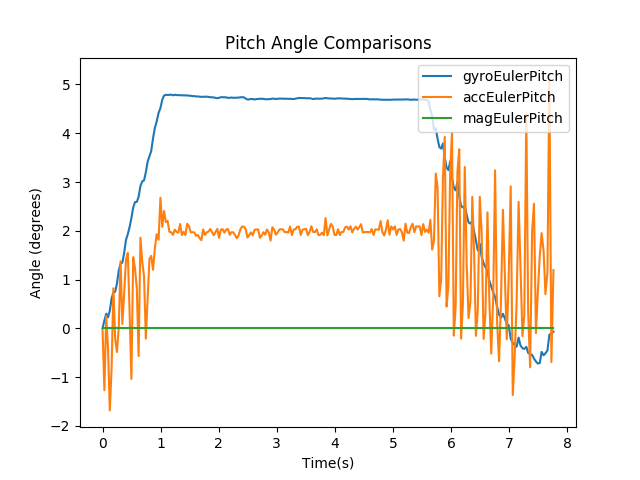 Pitch Angle Comparisons
gyroEulerPitch
accEulerPitch
magEulerPitch
Angle (degrees)
5
4
3
2
1
0
−1
−2
0 1 2 3 4 5 6 7 8
Time(s)